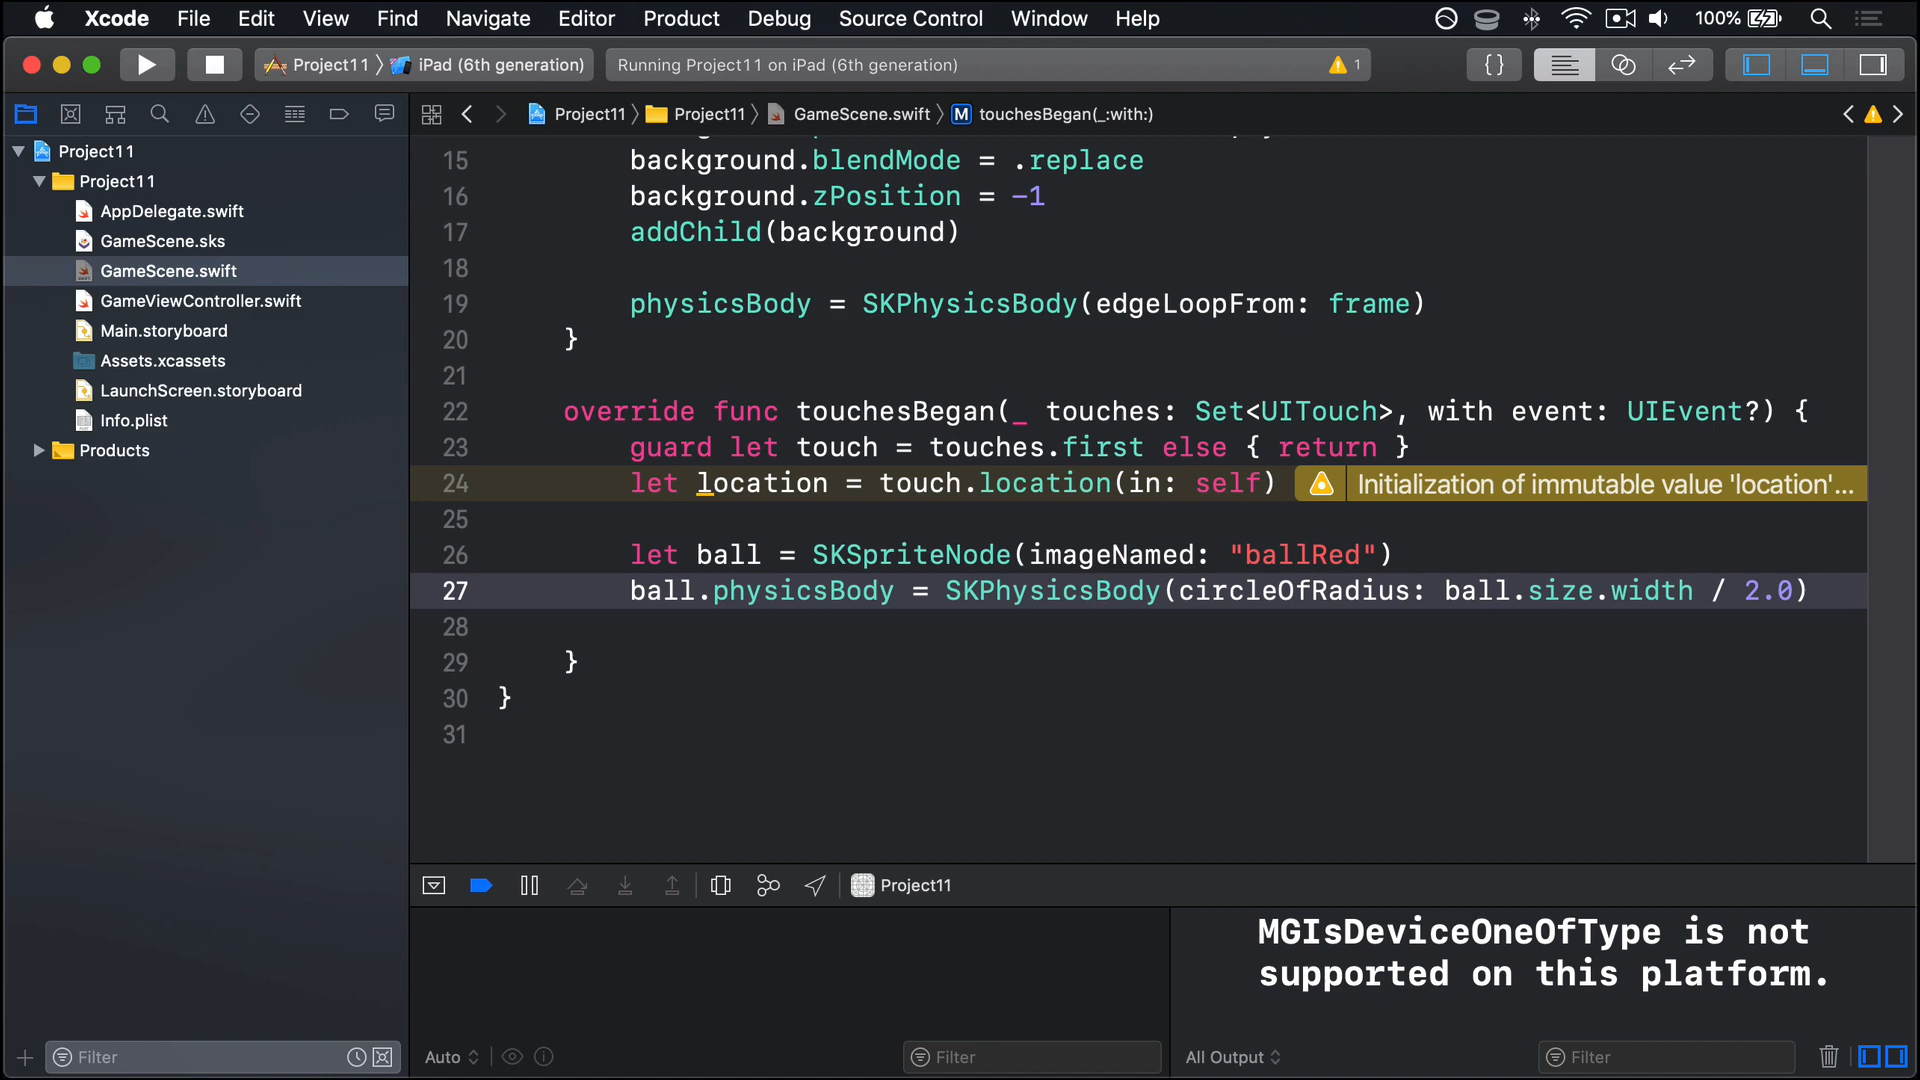 Xcode File Edit View Find Navigate Editor Product Debug Source Control Window Help 100%
Project11 iPad (6th generation) Running Project11 on iPad (6th generation) 1 {}
Project11 Project11 GameScene.swift M touchesBegan(_:with:)
Project11
Project11
AppDelegate.swift
GameScene.sks
GameScene.swift
GameViewController.swift
Main.storyboard
Assets.xcassets
LaunchScreen.storyboard
Info.plist
Products
15 background.blendMode = .replace
16 background.zPosition = -1
17 addChild(background)
18
19 physicsBody = SKPhysicsBody(edgeLoopFrom: frame)
20 }
21
22 override func touchesBegan(_ touches: Set<UITouch>, with event: UIEvent?) {
23 guard let touch = touches.first else { return }
24 let location = touch.location(in: self) Initialization of immutable value 'location'...
25
26 let ball = SKSpriteNode(imageNamed: "ballRed")
27 ball.physicsBody = SKPhysicsBody(circleOfRadius: ball.size.width / 2.0)
28
29 }
30 }
31
Project11
MGIsDeviceOneOfType is not
supported on this platform.
Filter Auto Filter All Output Filter